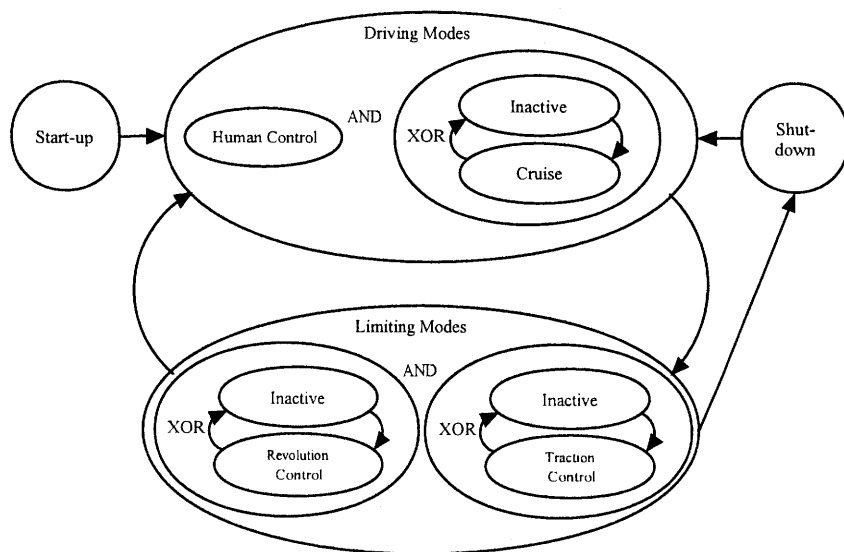 Driving Modes
Start-up
Human Control
AND
XOR
Inactive
Cruise
Shut-
down
Limiting Modes
AND
XOR
Inactive
Revolution
Control
XOR
Inactive
Traction
Control